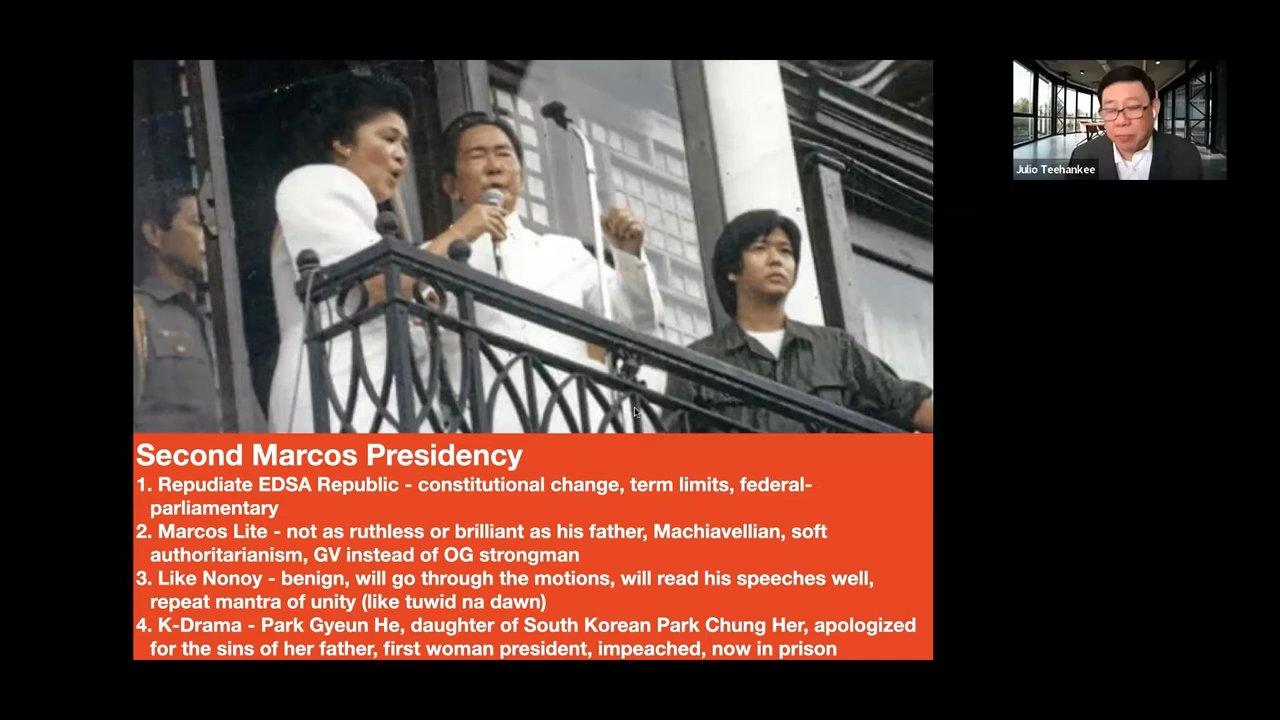 Julio Teehankee
Second Marcos Presidency
1. Repudiate EDSA Republic - constitutional change, term limits, federal-
parliamentary
2. Marcos Lite - not as ruthless or brilliant as his father, Machiavellian, soft
authoritarianism, GV instead of OG strongman
3. Like Nonoy - benign, will go through the motions, will read his speeches well,
repeat mantra of unity (like tuwid na dawn)
4. K-Drama - Park Gyeun He, daughter of South Korean Park Chung Her, apologized
for the sins of her father, first woman president, impeached, now in prison